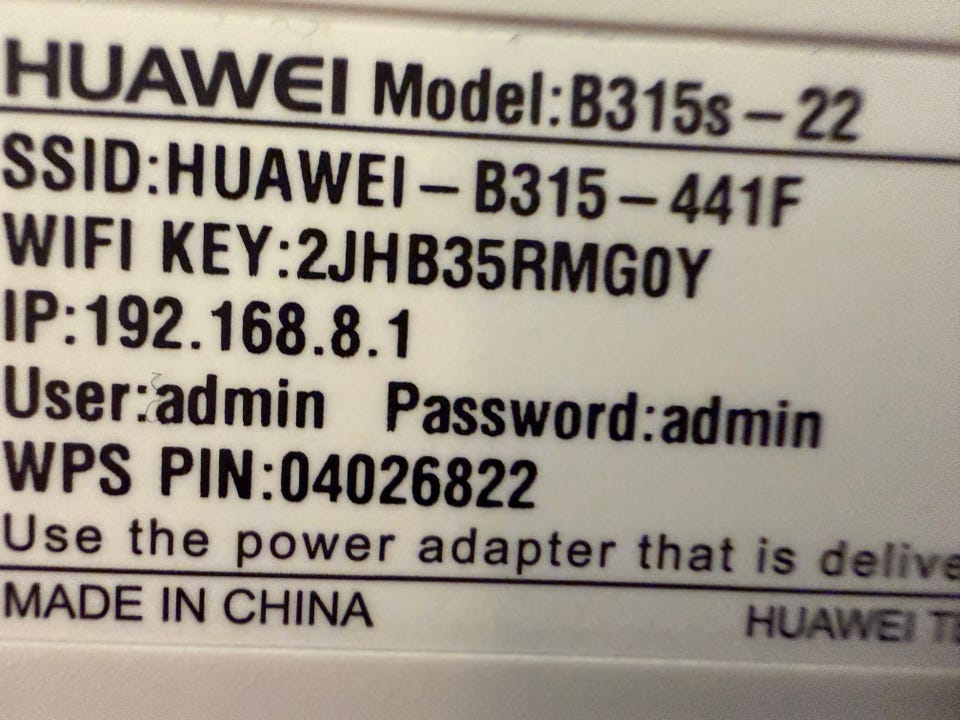 HUAWEI Model:B315s-22
SSID:HUAWEI-B315-441F
WIFI KEY:2JHB35RMG0Y
IP:192.168.8.1
User:admin Password:admin
WPS PIN:04026822
Use the power adapter that is
MADE IN CHINA
HUAWEI